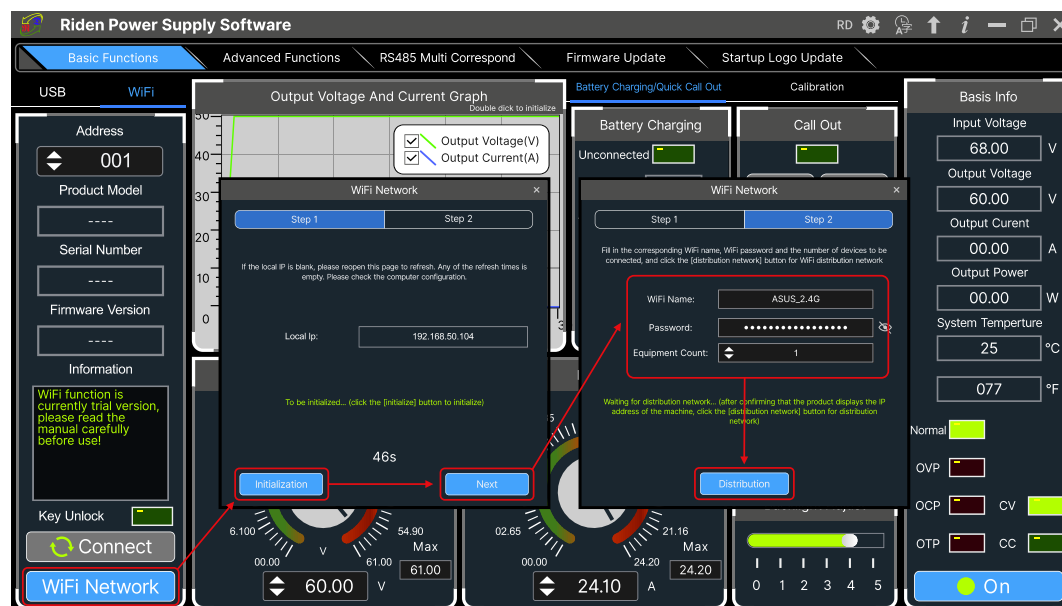 Riden Power Supply Software
RD
Basic Functions
Advanced Functions
RS485 Multi Correspond
Firmware Update
Startup Logo Update
USB
WiFi
Address
001
Product Model
----
Serial Number
----
Firmware Version
----
Information
WiFi function is
currently trial version,
please read the
manual carefully
before use!
Key Unlock
Connect
WiFi Network
Output Voltage And Current Graph
Double dick to initialize
50
40
30
20
10
0
Output Voltage(V)
Output Current(A)
WiFi Network
Step 1
Step 2
If the local IP is blank, please reopen this page to refresh. Any of the refresh times is
empty. Please check the computer configuration.
Local Ip:
192.168.50.104
To be initialized... (click the [initialize] button to initialize)
46s
Initialization
Next
6.100
54.90
00.00
V
61.00
Max
61.00
60.00
V
02.65
21.16
00.00
24.20
Max
24.20
24.10
A
Battery Charging/Quick Call Out
Calibration
Battery Charging
Unconnected
Call Out
WiFi Network
Step 1
Step 2
Fill in the corresponding WiFi name, WiFi password and the number of devices to be
connected, and click the [distribution network] button for WiFi distribution network
WiFi Name:
ASUS_2.4G
Password:
Equipment Count:
1
Waiting for distribution network... (after confirming that the product displays the IP
address of the machine, click the [distribution network] button for distribution
network)
Distribution
0 1 2 3 4 5
Basis Info
Input Voltage
68.00 V
Output Voltage
60.00 V
Output Curent
00.00 A
Output Power
00.00 W
System Temperture
25 °C
077 °F
Normal
OVP
OCP
CV
OTP
CC
On